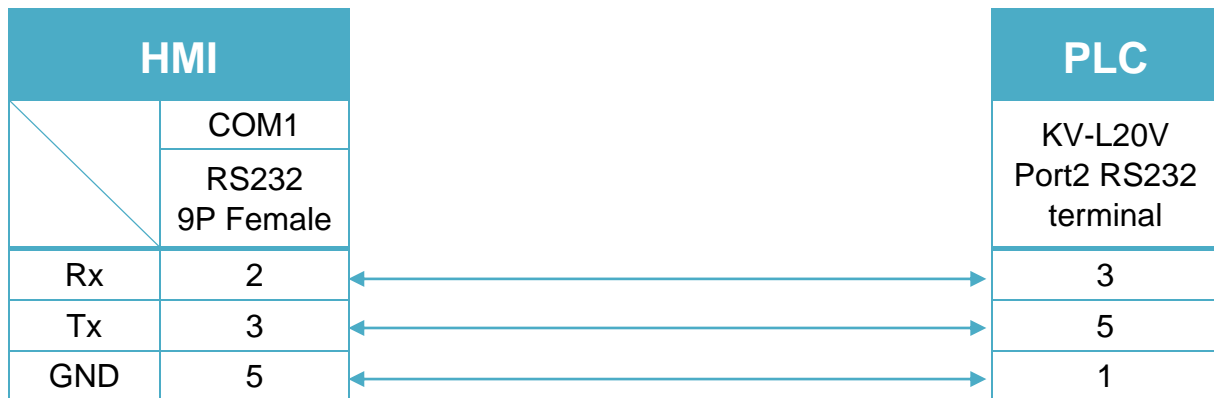 HMI
PLC
COM1
RS232
9P Female
KV-L20V
Port2 RS232
terminal
Rx 2 3
Tx 3 5
GND 5 1